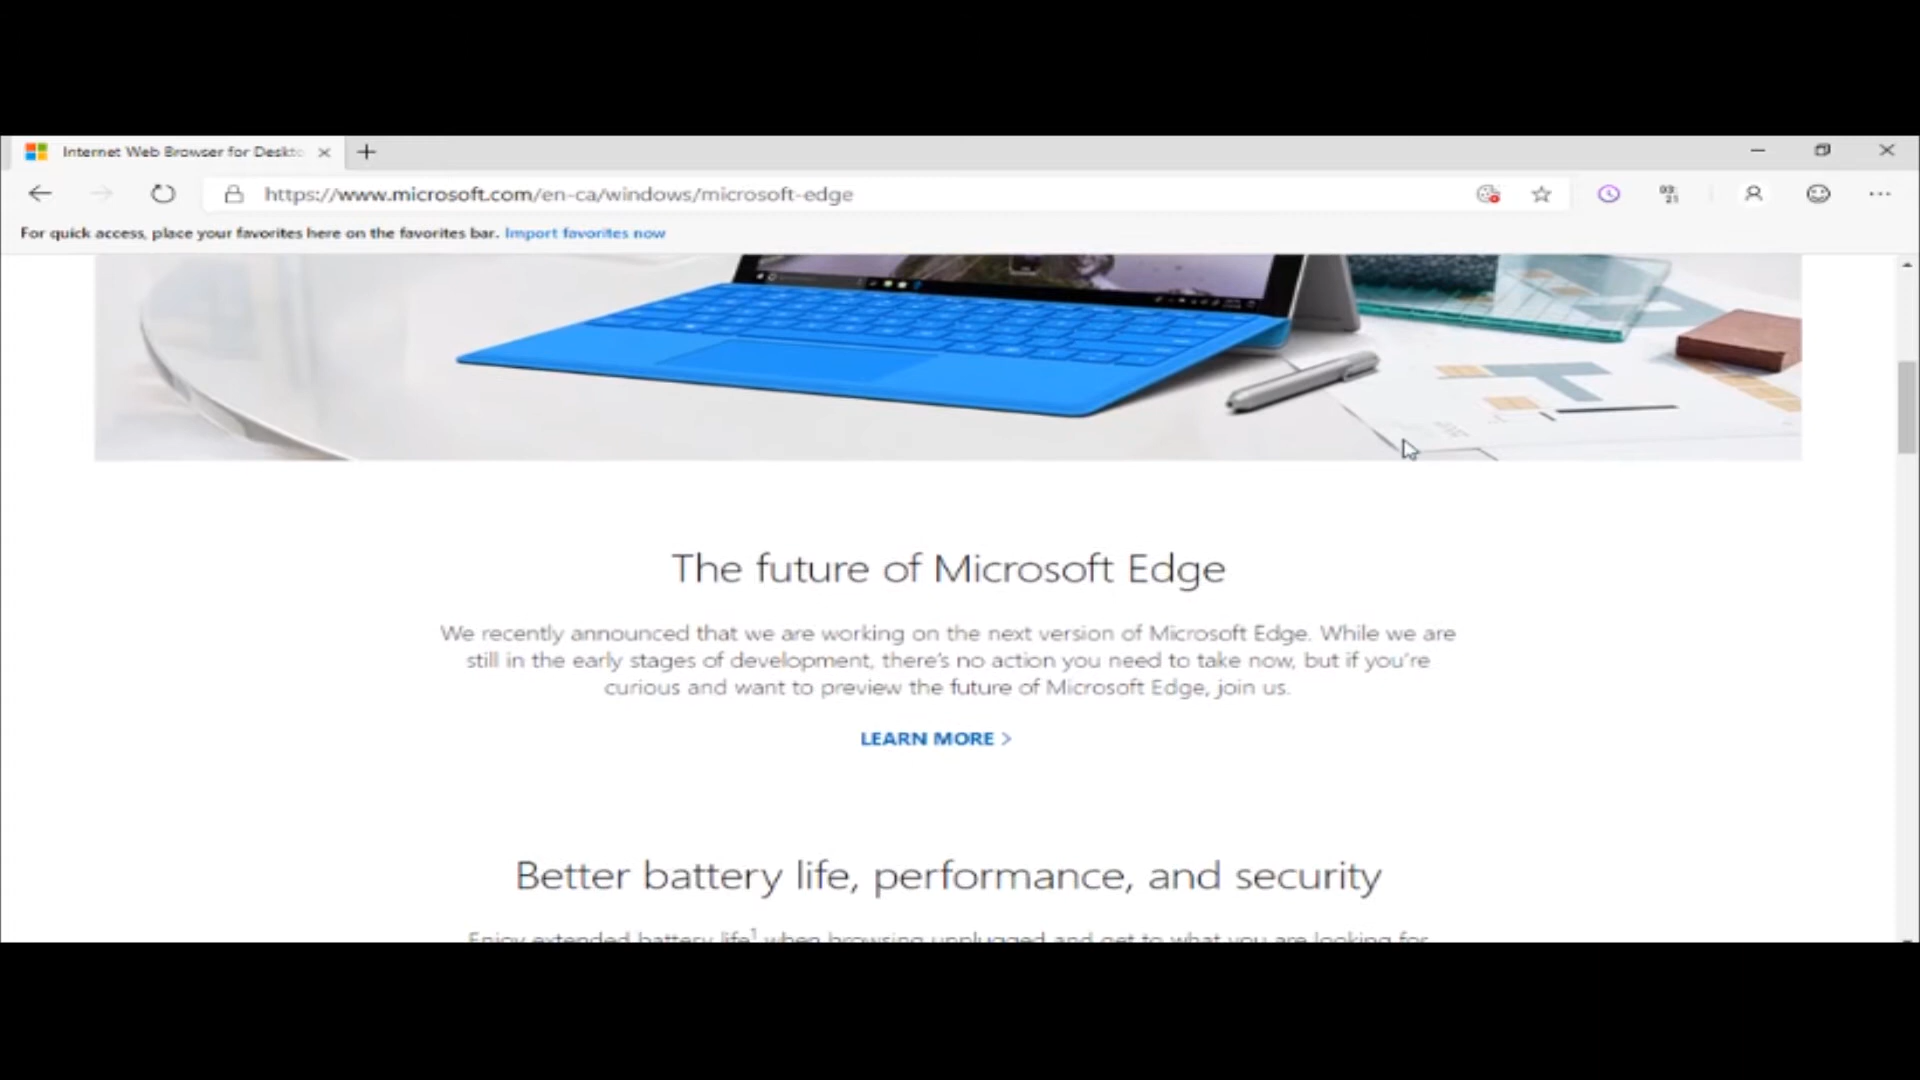 Internet Web Browser for Deskto
https://www.microsoft.com/en-ca/windows/microsoft-edge
03:
21
For quick access, place your favorites here on the favorites bar. Import favorites now
The future of Microsoft Edge
We recently announced that we are working on the next version of Microsoft Edge. While we are
still in the early stages of development, there's no action you need to take now, but if you're
curious and want to preview the future of Microsoft Edge, join us.
LEARN MORE >
Better battery life, performance, and security
Enjoy extended battery life1 when browsing unplugged and get to what you are looking for